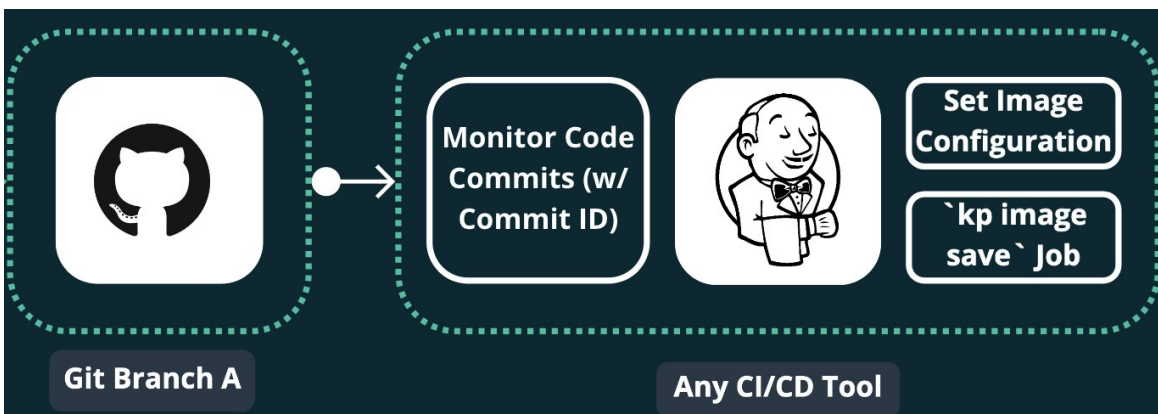 Monitor Code
Commits (w/
Commit ID)
Set Image
Configuration
`kp image
save` Job
Git Branch A
Any CI/CD Tool